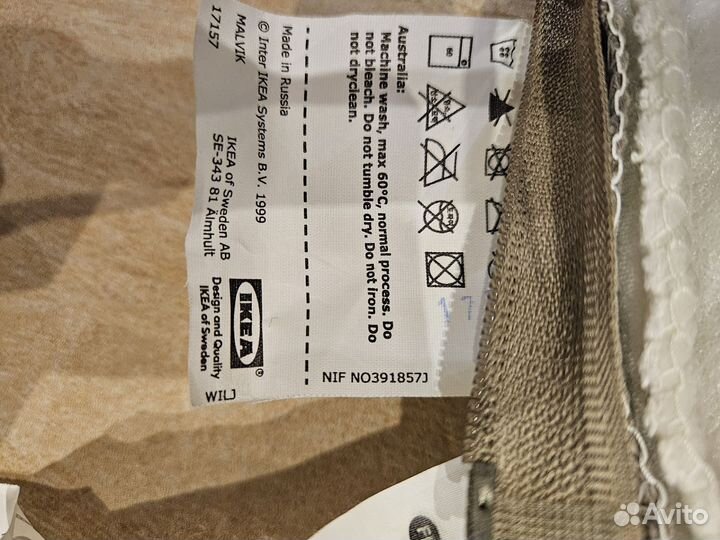 Australia:
Machine wash, max 60°C, normal process. Do
not bleach. Do not tumble dry. Do not iron. Do
not dryclean.
NIF NO391857J
Made in Russia
© Inter IKEA Systems B.V. 1999
MALVIK
17157
IKEA of Sweden AB
SE-343 81 Älmhult
IKEA ®
Design and Quality
IKEA of Sweden
60
Avito